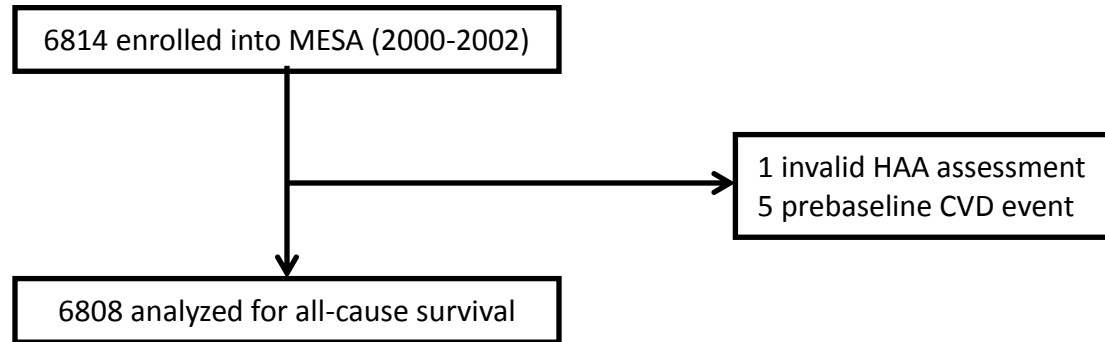 6814 enrolled into MESA (2000-2002)
1 invalid HAA assessment
5 prebaseline CVD event
6808 analyzed for all-cause survival